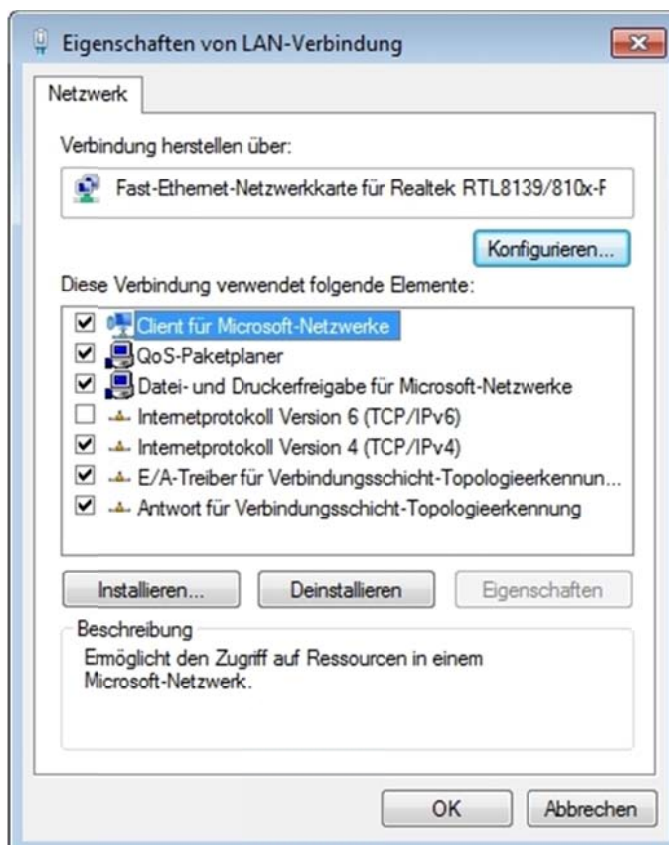 Eigenschaften von LAN-Verbindung
Netzwerk
Verbindung herstellen über:
Fast-Ethernet-Netzwerkkarte für Realtek RTL8139/810x-F
Konfigurieren...
Diese Verbindung verwendet folgende Elemente:
Client für Microsoft-Netzwerke
QoS-Paketplaner
Datei- und Druckerfreigabe für Microsoft-Netzwerke
Internetprotokoll Version 6 (TCP/IPv6)
Internetprotokoll Version 4 (TCP/IPv4)
E/A-Treiber für Verbindungsschicht-Topologieerkennun...
Antwort für Verbindungsschicht-Topologieerkennung
Installieren... Deinstallieren Eigenschaften
Beschreibung
Ermöglicht den Zugriff auf Ressourcen in einem
Microsoft-Netzwerk.
OK Abbrechen